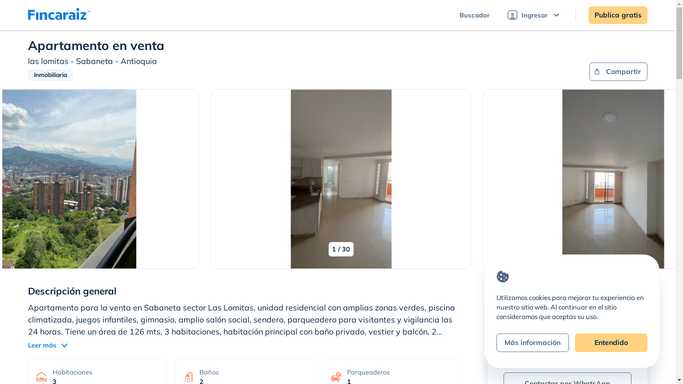 Fincaraiz
Buscador
Ingresar
Publica gratis
Apartamento en venta
las lomitas - Sabaneta - Antioquia
Inmobiliaria
Compartir
1 / 30
Descripción general
Apartamento para la venta en Sabaneta sector Las Lomitas, unidad residencial con amplias zonas verdes, piscina
climatizada, juegos infantiles, gimnasio, amplio salón social, sendero, parqueadero para visitantes y vigilancia las
24 horas. Tiene un área de 126 mts, 3 habitaciones, habitación principal con baño privado, vestier y balcón, 2...
Leer más
Habitaciones
3
Baños
2
Parqueaderos
1
Utilizamos cookies para mejorar tu experiencia en
nuestro sitio web. Al continuar en el sitio
consideramos que aceptas su uso.
Más información
Entendido
Contactar por WhatsApp